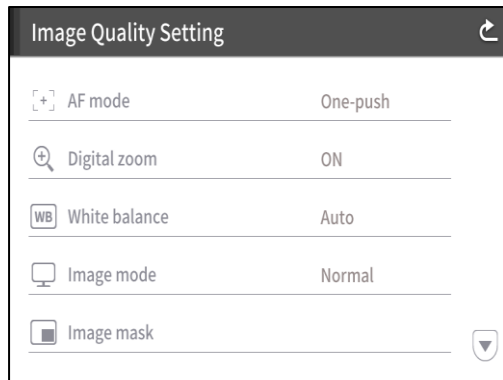 Image Quality Setting
AF mode One-push
Digital zoom ON
WB White balance Auto
Image mode Normal
Image mask